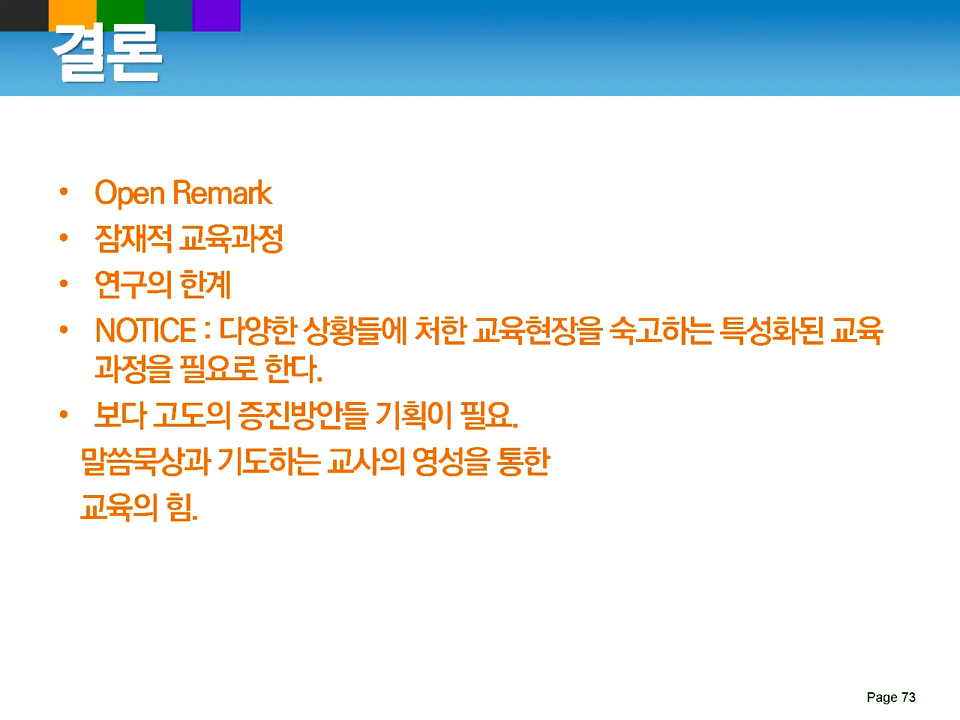 결론
• Open Remark
• 잠재적 교육과정
• 연구의 한계
• NOTICE : 다양한 상황들에 처한 교육현장을 숙고하는 특성화된 교육
과정을 필요로 한다.
• 보다 고도의 증진방안들 기획이 필요.
말씀묵상과 기도하는 교사의 영성을 통한
교육의 힘.
Page 73